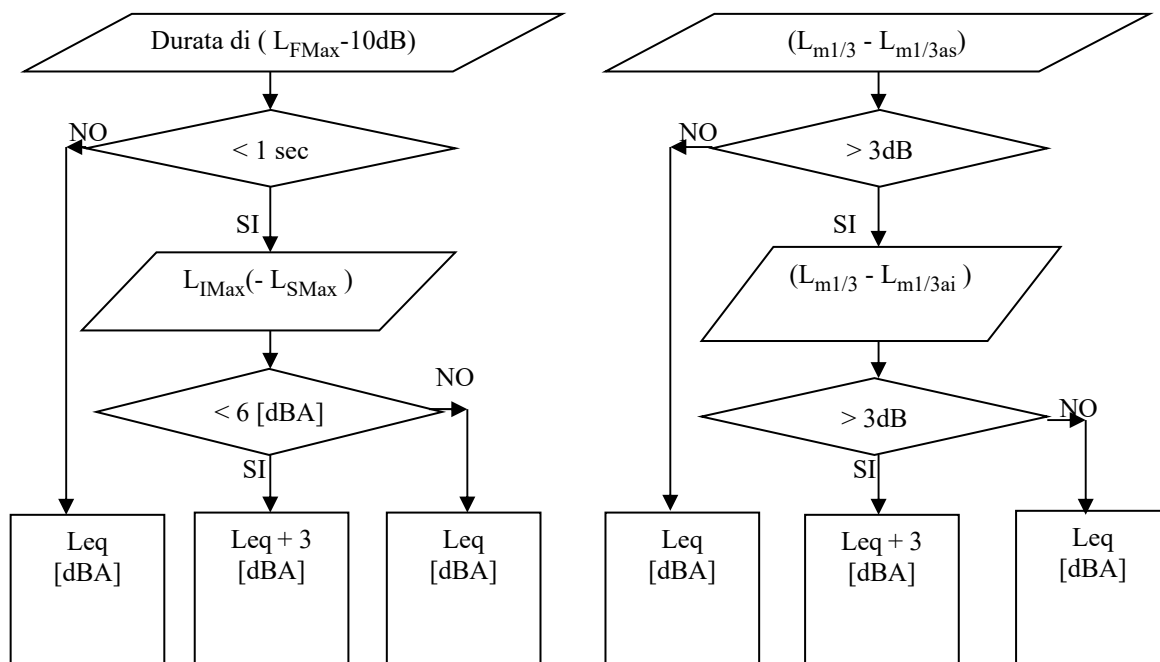 Durata di ( LFMax-10dB)
NO
< 1 sec
SI
LIMax(- LSMax )
NO
< 6 [dBA]
SI
Leq
[dBA]
Leq + 3
[dBA]
Leq
[dBA]
(Lm1/3 - Lm1/3as)
NO
> 3dB
SI
(Lm1/3 - Lm1/3ai )
NO
> 3dB
SI
Leq
[dBA]
Leq + 3
[dBA]
Leq
[dBA]